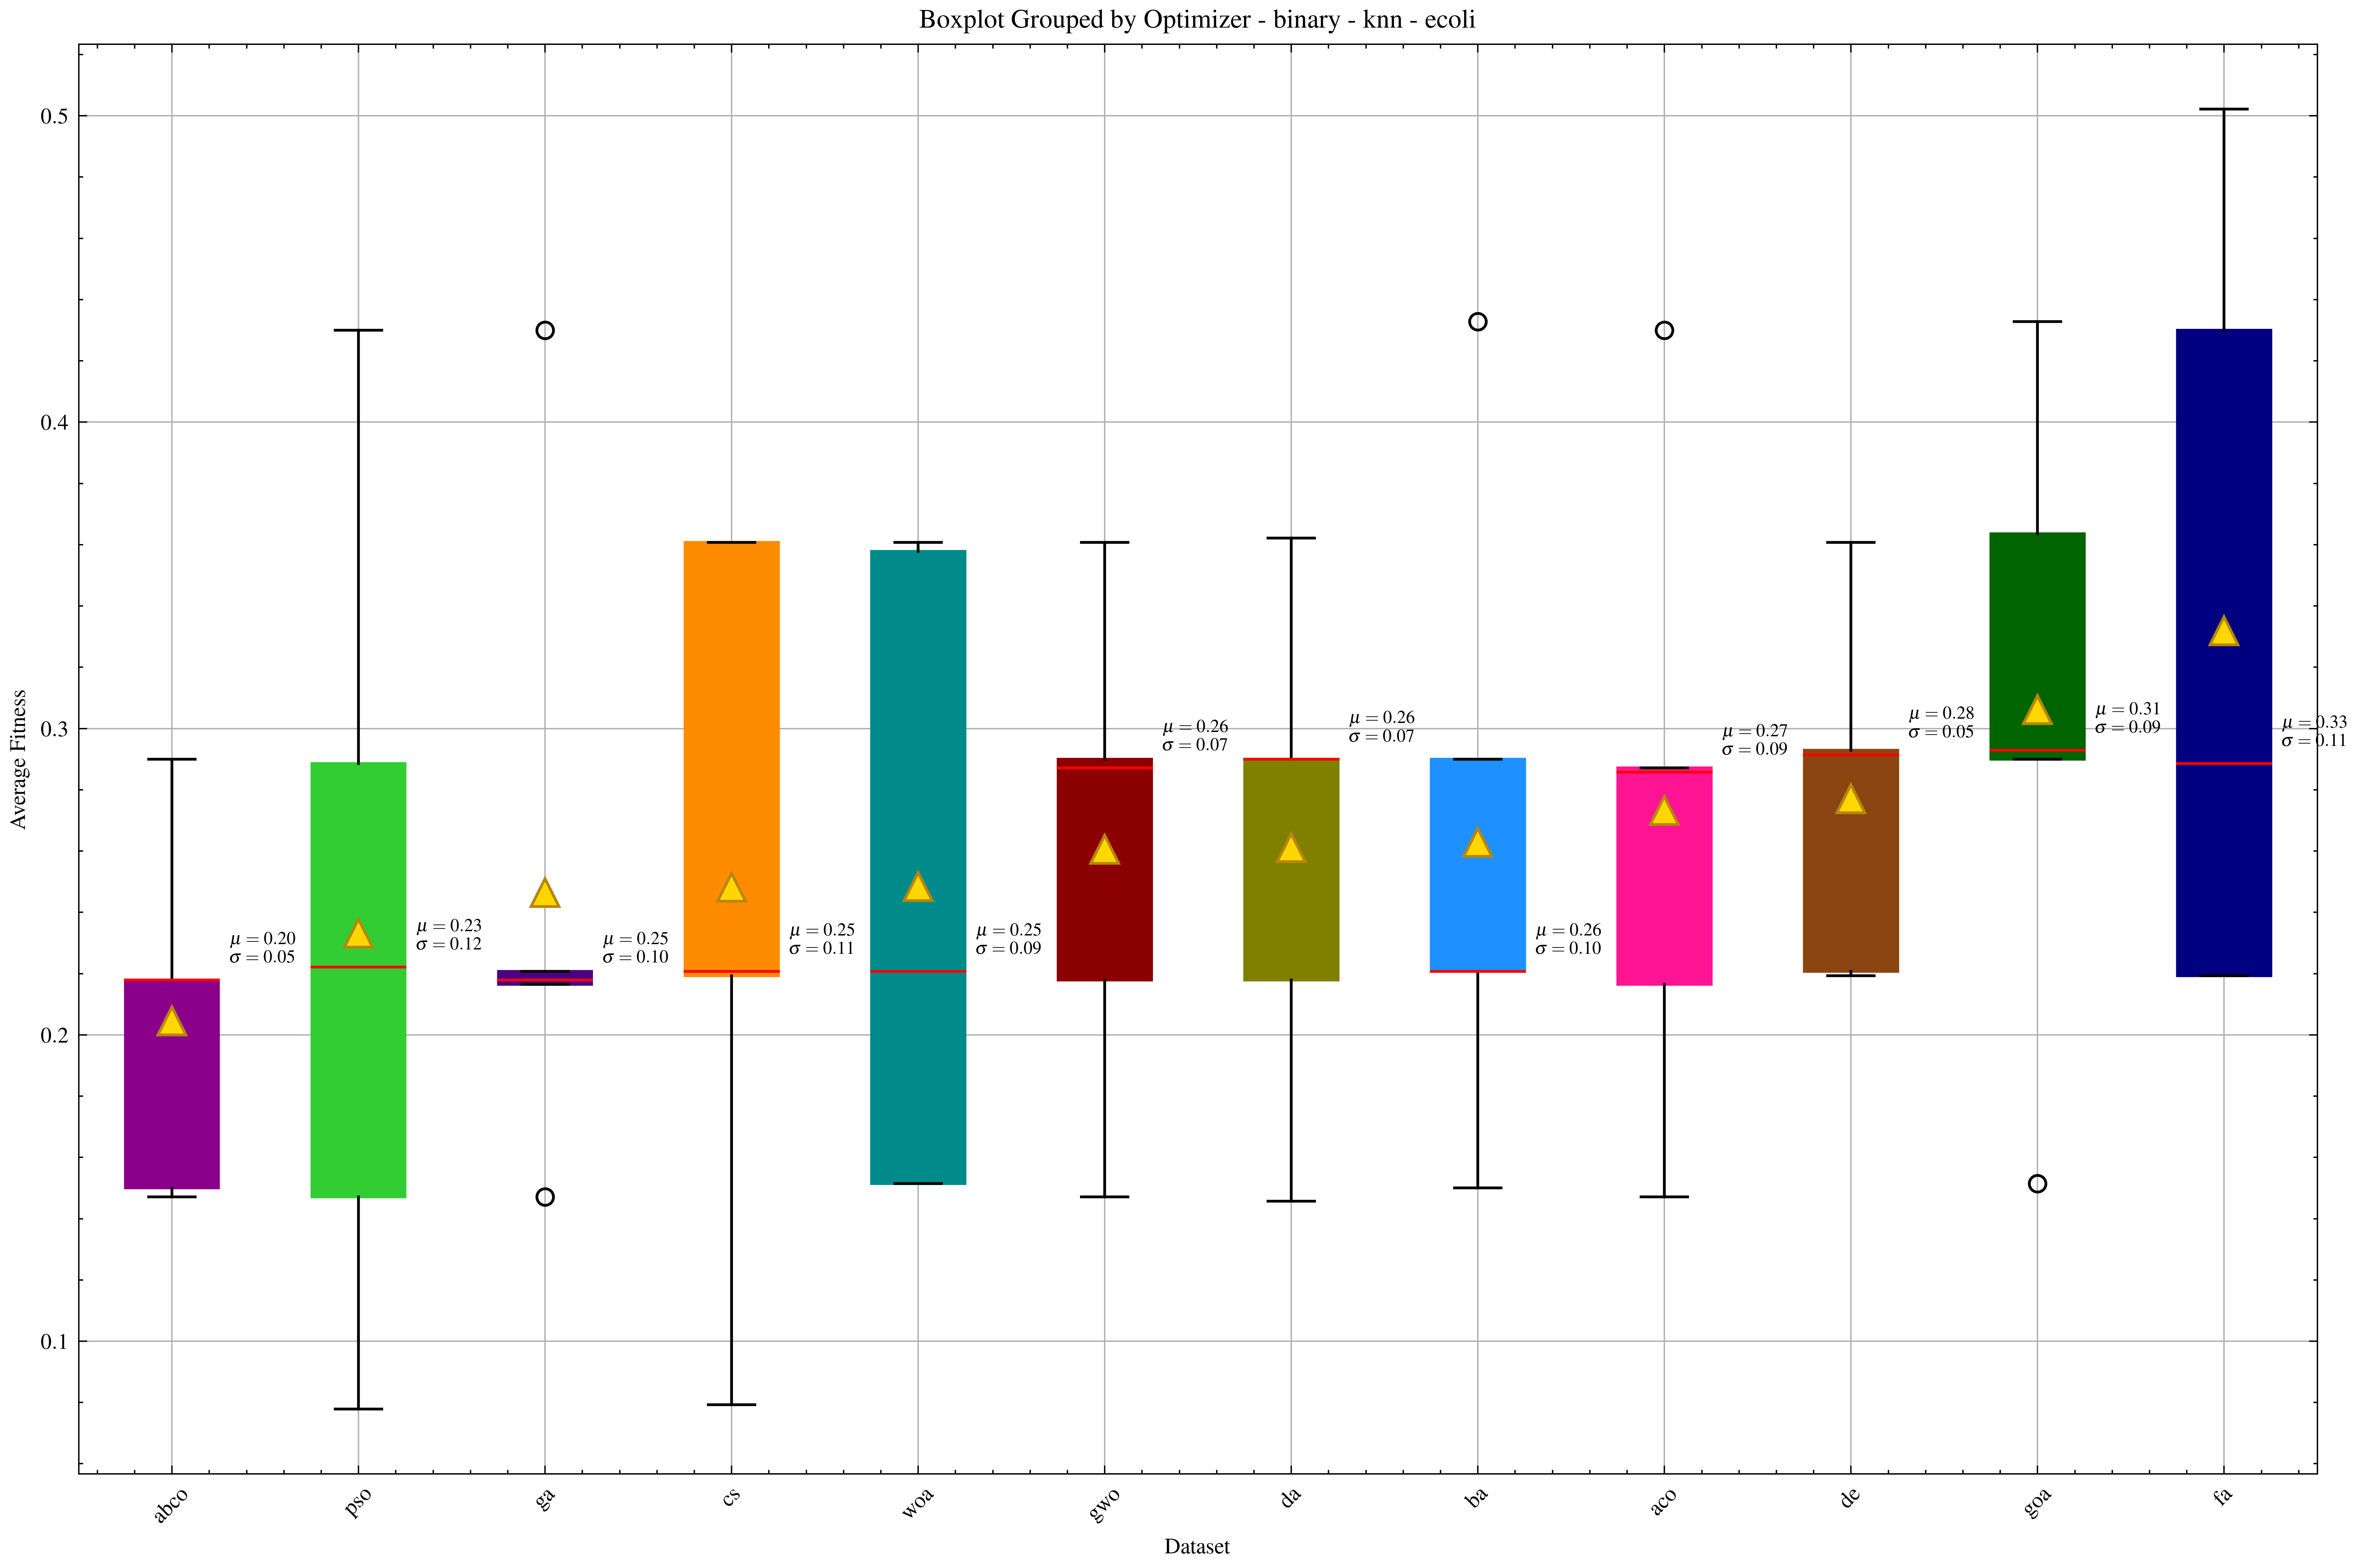 Boxplot Grouped by Optimizer - binary - knn - ecoli
Average Fitness
0.5
0.4
0.3
0.2
0.1
μ = 0.20
σ = 0.05
μ = 0.23
σ = 0.12
μ = 0.25
σ = 0.10
μ = 0.25
σ = 0.11
μ = 0.25
σ = 0.09
μ = 0.26
σ = 0.07
μ = 0.26
σ = 0.07
μ = 0.26
σ = 0.10
μ = 0.27
σ = 0.09
μ = 0.28
σ = 0.05
μ = 0.31
σ = 0.09
μ = 0.33
σ = 0.11
abco
pso
ga
cs
woa
gwo
da
ba
aco
de
goa
fa
Dataset